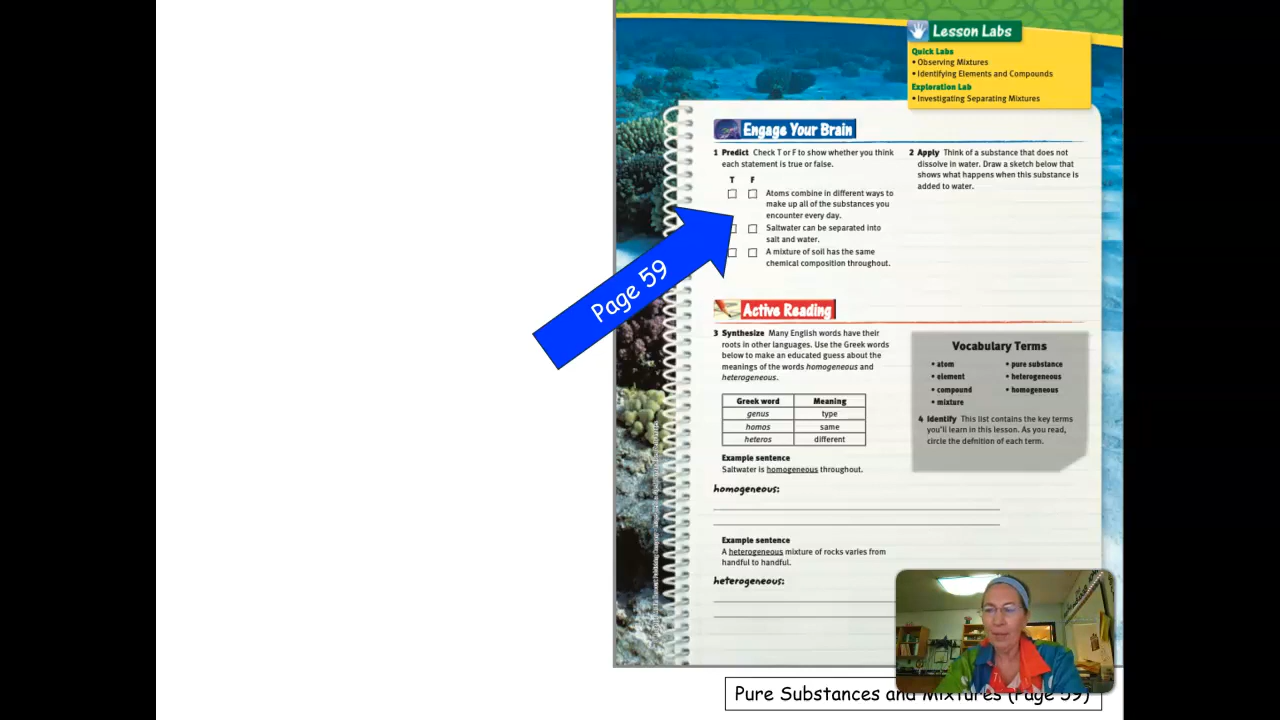 Lesson Labs
Quick Labs
• Observing Mixtures
• Identifying Elements and Compounds
Exploration Lab
• Investigating Separating Mixtures
Engage Your Brain
1 Predict Check T or F to show whether you think
each statement is true or false.
T F
Atoms combine in different ways to
make up all of the substances you
encounter every day.
Saltwater can be separated into
salt and water.
A mixture of soil has the same
chemical composition throughout.
2 Apply Think of a substance that does not
dissolve in water. Draw a sketch below that
shows what happens when this substance is
added to water.
Page 59
Active Reading
3 Synthesize Many English words have their
roots in other languages. Use the Greek words
below to make an educated guess about the
meanings of the words homogeneous and
heterogeneous.
Greek word Meaning
genus type
homos same
heteros different
Example sentence
Saltwater is homogeneous throughout.
homogeneous:
Example sentence
A heterogeneous mixture of rocks varies from
handful to handful.
heterogeneous:
Vocabulary Terms
• atom • pure substance
• element • heterogeneous
• compound • homogeneous
• mixture
4 Identify This list contains the key terms
you'll learn in this lesson. As you read,
circle the definition of each term.
Pure Substances and Mixtures (Page 59)